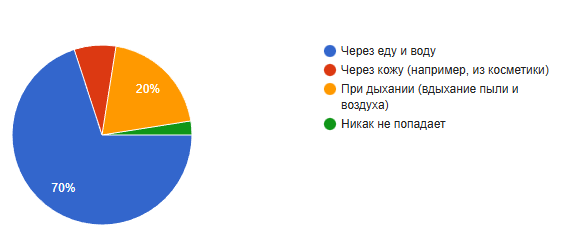 Через еду и воду
Через кожу (например, из косметики)
20%
При дыхании (вдыхание пыли и
воздуха)
Никак не попадает
70%